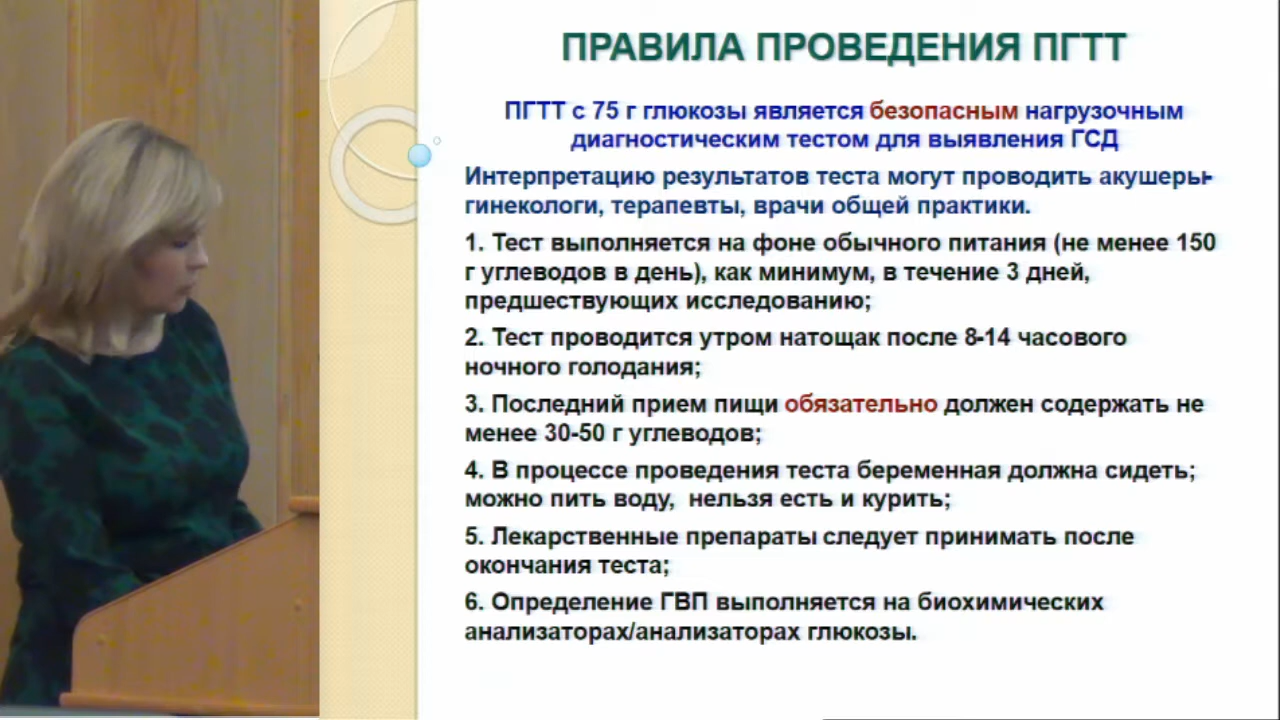 ПРАВИЛА ПРОВЕДЕНИЯ ПГТТ
ПГТТ с 75 г глюкозы является безопасным нагрузочным
диагностическим тестом для выявления ГСД
Интерпретацию результатов теста могут проводить акушеры-
гинекологи, терапевты, врачи общей практики.
1. Тест выполняется на фоне обычного питания (не менее 150
г углеводов в день), как минимум, в течение 3 дней,
предшествующих исследованию;
2. Тест проводится утром натощак после 8-14 часового
ночного голодания;
3. Последний прием пищи обязательно должен содержать не
менее 30-50 г углеводов;
4. В процессе проведения теста беременная должна сидеть;
можно пить воду, нельзя есть и курить;
5. Лекарственные препараты следует принимать после
окончания теста;
6. Определение ГВП выполняется на биохимических
анализаторах/анализаторах глюкозы.